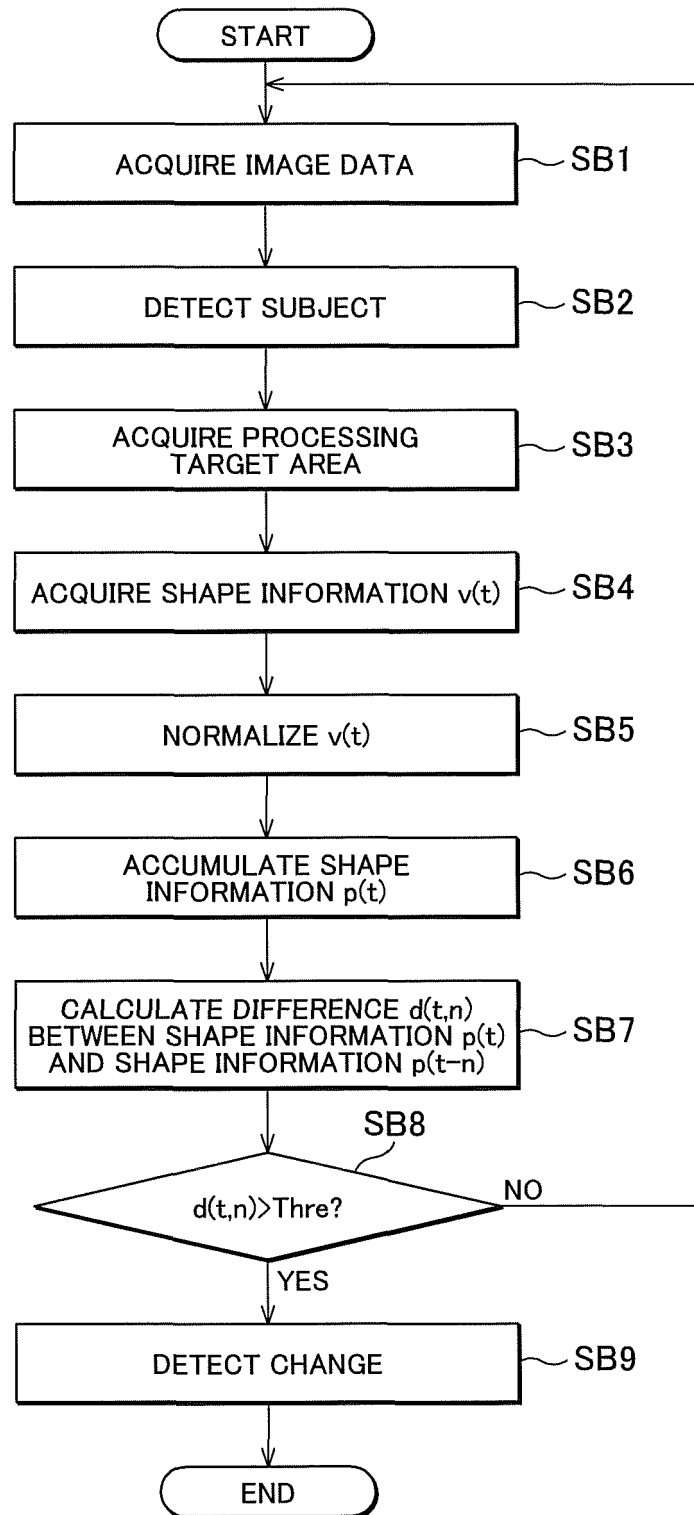 START
ACQUIRE IMAGE DATA
SB1
DETECT SUBJECT
SB2
ACQUIRE PROCESSING
TARGET AREA
SB3
ACQUIRE SHAPE INFORMATION v(t)
SB4
NORMALIZE v(t)
SB5
ACCUMULATE SHAPE
INFORMATION p(t)
SB6
CALCULATE DIFFERENCE d(t,n)
BETWEEN SHAPE INFORMATION p(t)
AND SHAPE INFORMATION p(t-n)
SB7
SB8
d(t,n)>Thre?
NO
YES
DETECT CHANGE
SB9
END